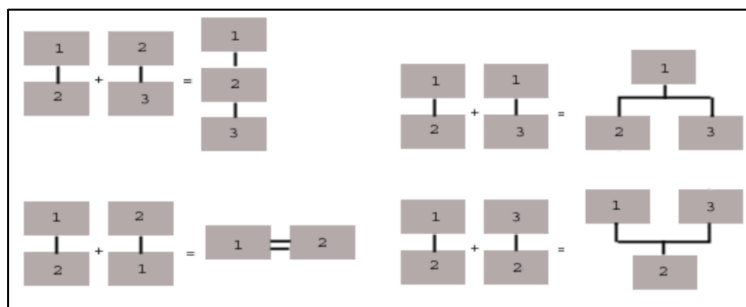 1 2 1
+ = 2
2 3 3
1 1 1
+ =
2 3 2 3
1 2
+ = 1 2
2 1
1 3 1 3
+ =
2 2 2